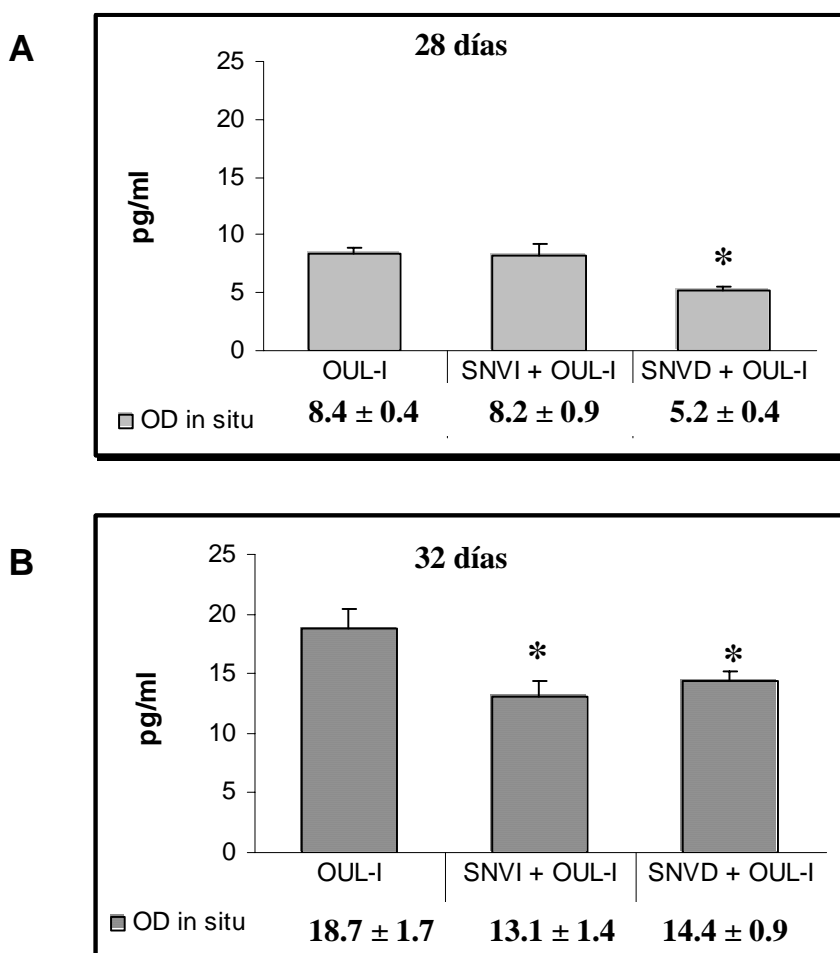 A
28 días
25
20
15
10
5
0
pg/ml
*
OUL-I SNVI + OUL-I SNVD + OUL-I
OD in situ 8.4 ± 0.4 8.2 ± 0.9 5.2 ± 0.4
B
32 días
25
20
15
10
5
0
pg/ml
* *
OUL-I SNVI + OUL-I SNVD + OUL-I
OD in situ 18.7 ± 1.7 13.1 ± 1.4 14.4 ± 0.9